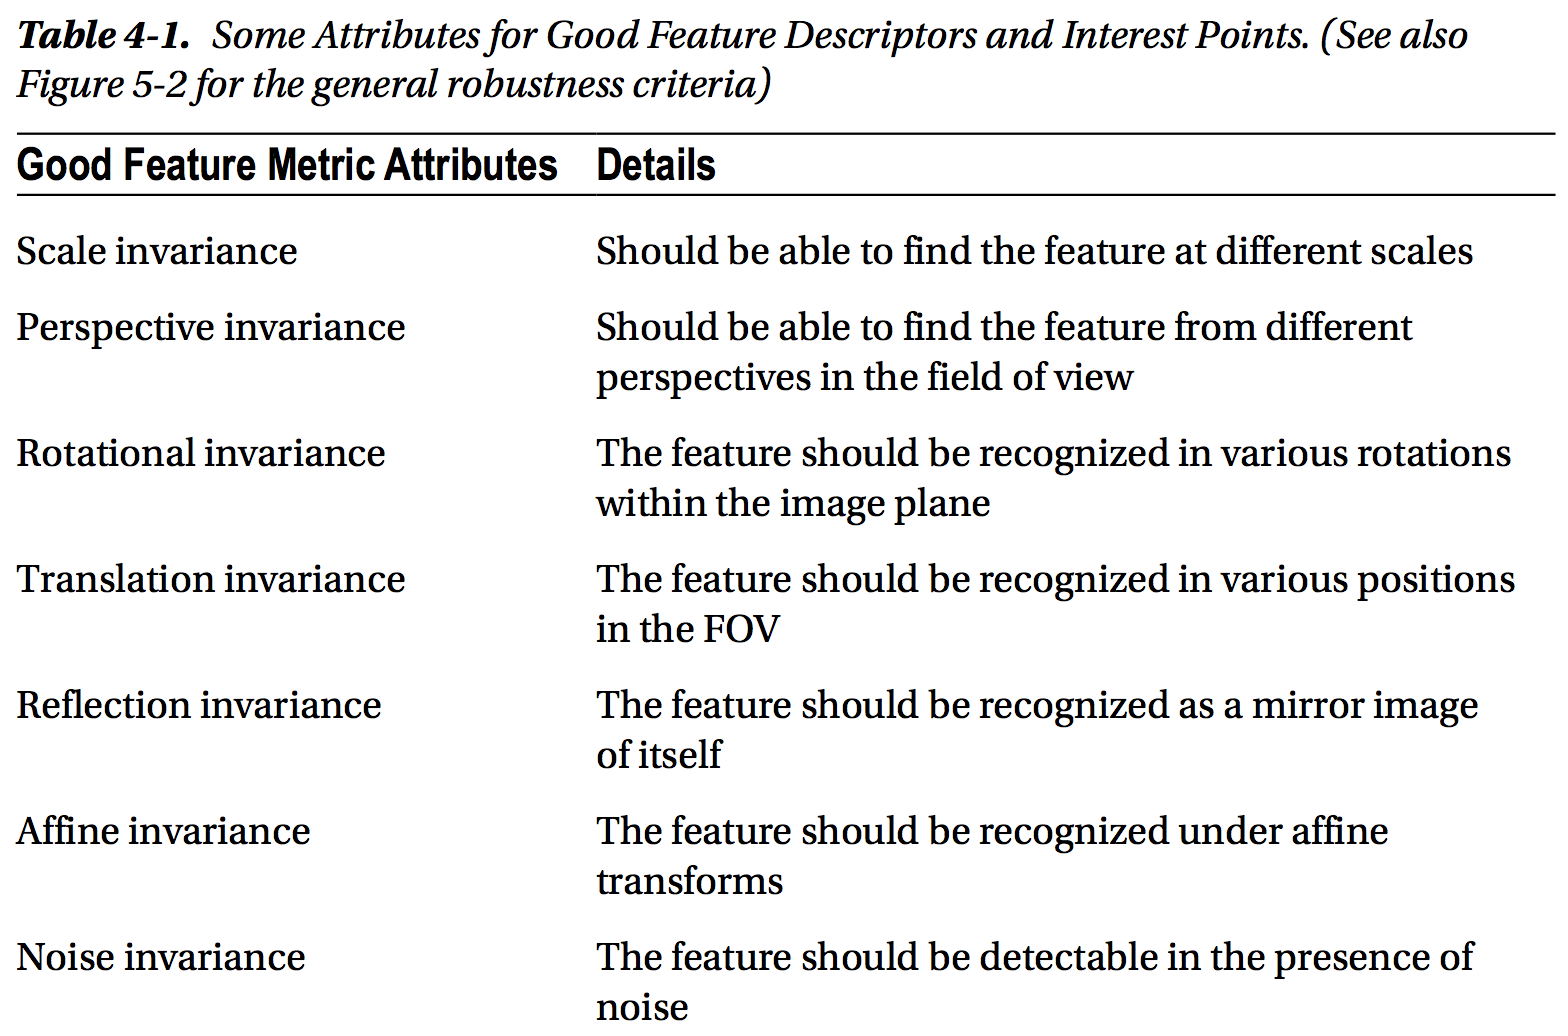 Table 4-1. Some Attributes for Good Feature Descriptors and Interest Points. (See also
Figure 5-2 for the general robustness criteria)
Good Feature Metric Attributes Details
Scale invariance Should be able to find the feature at different scales
Perspective invariance Should be able to find the feature from different
perspectives in the field of view
Rotational invariance The feature should be recognized in various rotations
within the image plane
Translation invariance The feature should be recognized in various positions
in the FOV
Reflection invariance The feature should be recognized as a mirror image
of itself
Affine invariance The feature should be recognized under affine
transforms
Noise invariance The feature should be detectable in the presence of
noise